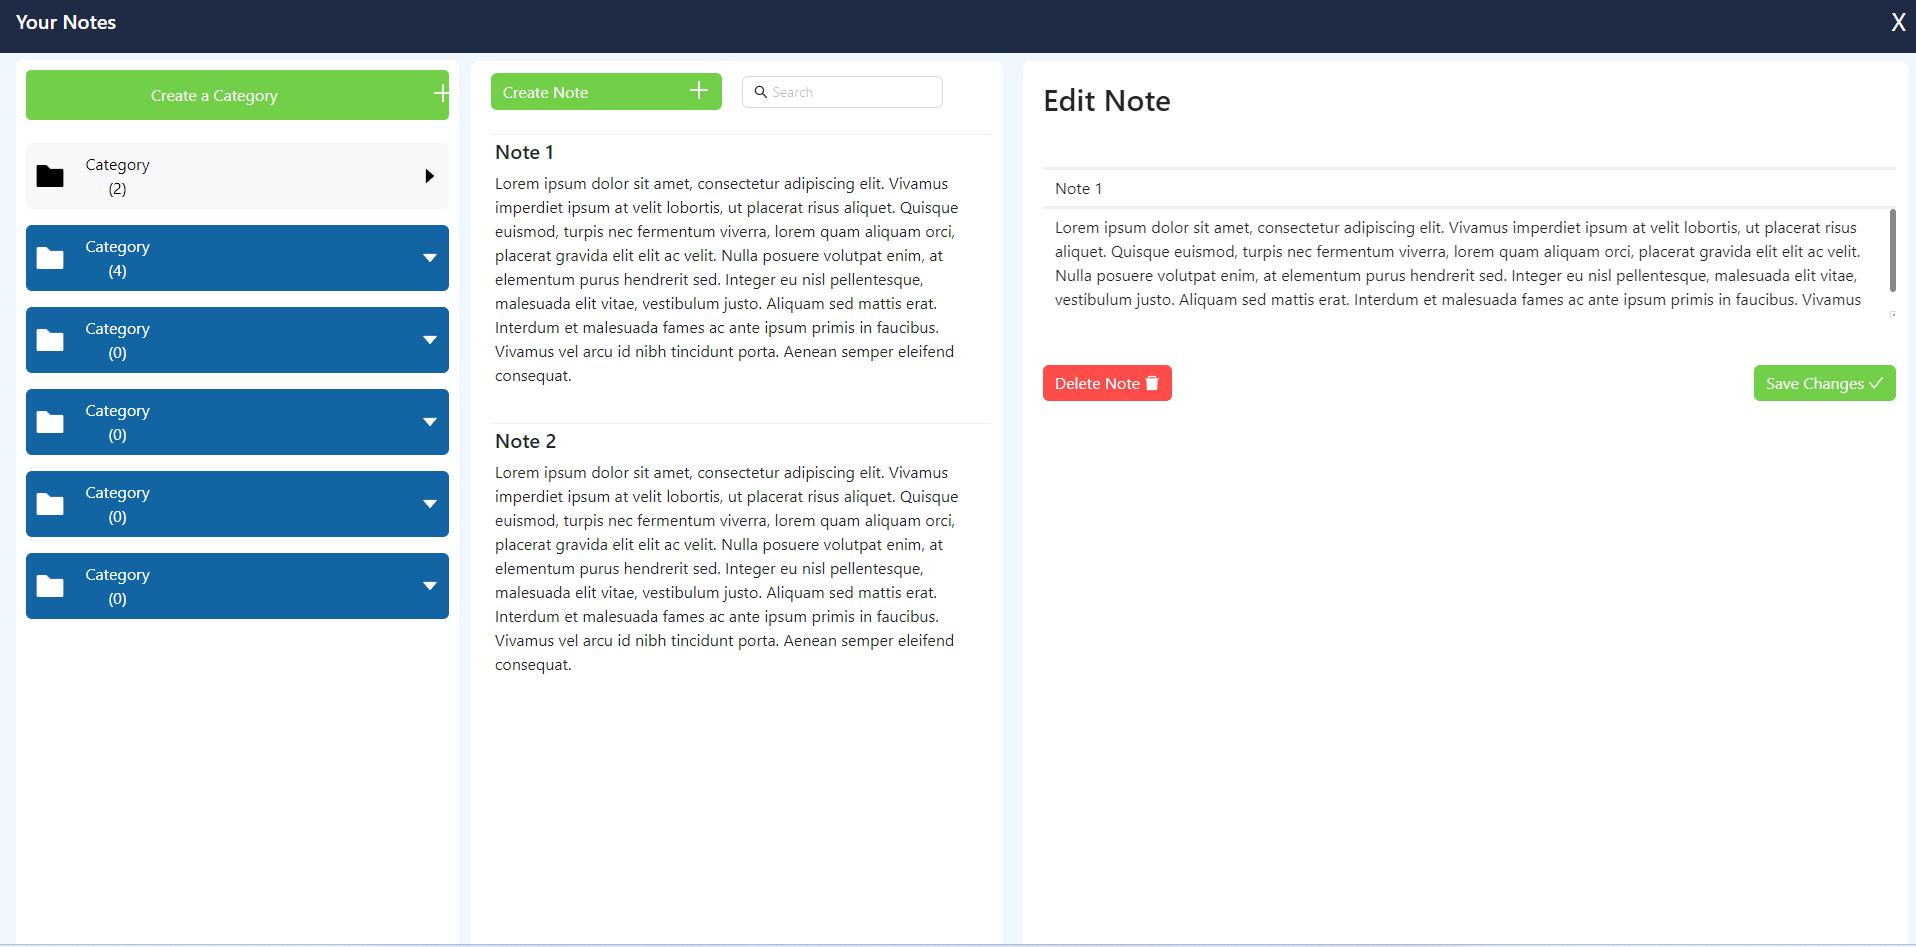 Your Notes
X
Create a Category
Category
(2)
Category
(4)
Category
(0)
Category
(0)
Category
(0)
Category
(0)
Create Note
Search
Note 1
Lorem ipsum dolor sit amet, consectetur adipiscing elit. Vivamus
imperdiet ipsum at velit lobortis, ut placerat risus aliquet. Quisque
euismod, turpis nec fermentum viverra, lorem quam aliquam orci,
placerat gravida elit elit ac velit. Nulla posuere volutpat enim, at
elementum purus hendrerit sed. Integer eu nisl pellentesque,
malesuada elit vitae, vestibulum justo. Aliquam sed mattis erat.
Interdum et malesuada fames ac ante ipsum primis in faucibus.
Vivamus vel arcu id nibh tincidunt porta. Aenean semper eleifend
consequat.
Note 2
Lorem ipsum dolor sit amet, consectetur adipiscing elit. Vivamus
imperdiet ipsum at velit lobortis, ut placerat risus aliquet. Quisque
euismod, turpis nec fermentum viverra, lorem quam aliquam orci,
placerat gravida elit elit ac velit. Nulla posuere volutpat enim, at
elementum purus hendrerit sed. Integer eu nisl pellentesque,
malesuada elit vitae, vestibulum justo. Aliquam sed mattis erat.
Interdum et malesuada fames ac ante ipsum primis in faucibus.
Vivamus vel arcu id nibh tincidunt porta. Aenean semper eleifend
consequat.
Edit Note
Note 1
Lorem ipsum dolor sit amet, consectetur adipiscing elit. Vivamus imperdiet ipsum at velit lobortis, ut placerat risus
aliquet. Quisque euismod, turpis nec fermentum viverra, lorem quam aliquam orci, placerat gravida elit elit ac velit.
Nulla posuere volutpat enim, at elementum purus hendrerit sed. Integer eu nisl pellentesque, malesuada elit vitae,
vestibulum justo. Aliquam sed mattis erat. Interdum et malesuada fames ac ante ipsum primis in faucibus. Vivamus
Delete Note
Save Changes